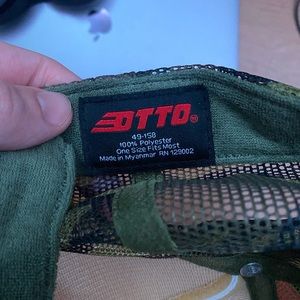 OTTO®
49-158
100% Polyester
One Size Fits Most
Made in Myanmar RN 129002